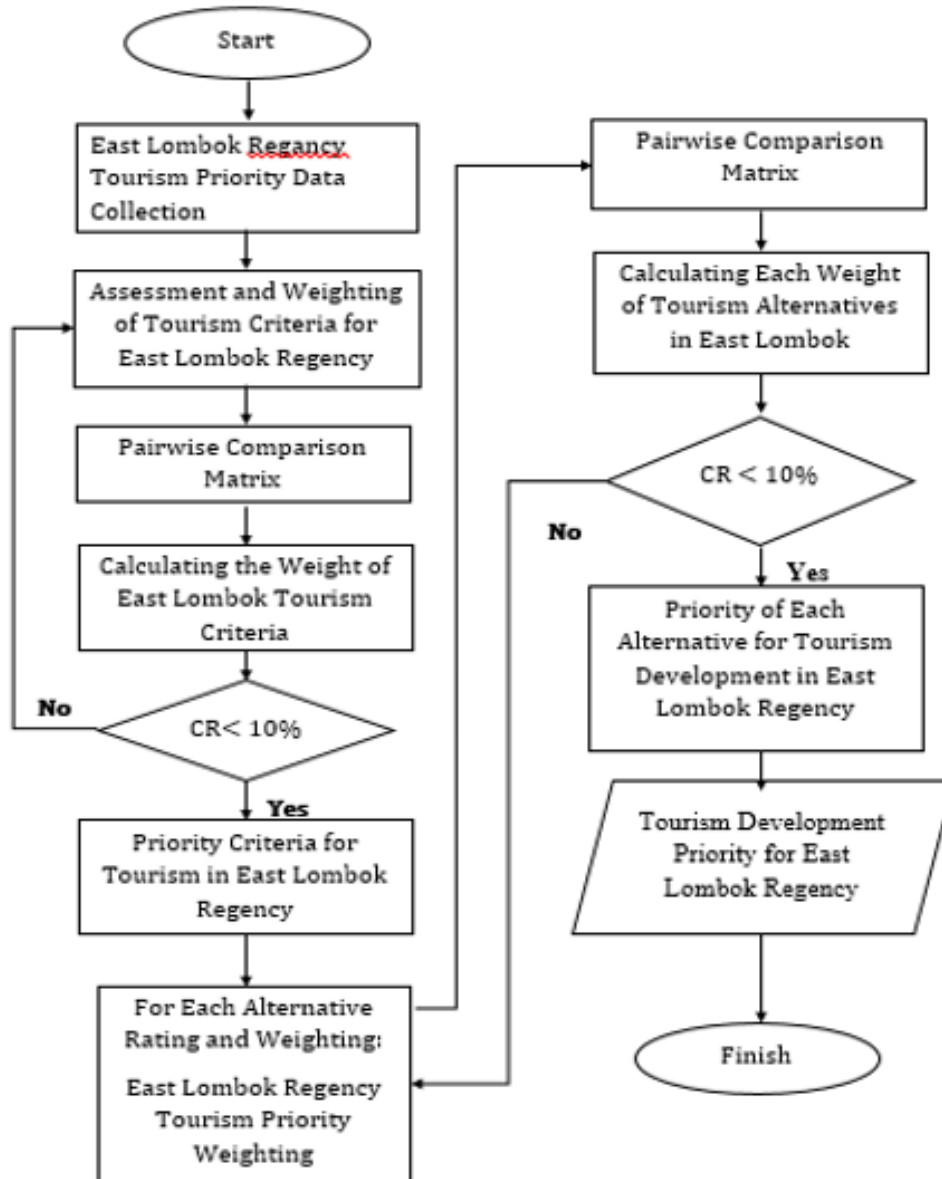 Start
East Lombok Regancy
Tourism Priority Data
Collection
Assessment and Weighting
of Tourism Criteria for
East Lombok Regency
Pairwise Comparison
Matrix
Calculating the Weight of
East Lombok Tourism
Criteria
No
CR< 10%
Yes
Priority Criteria for
Tourism in East Lombok
Regency
For Each Alternative
Rating and Weighting:
East Lombok Regency
Tourism Priority
Weighting
Pairwise Comparison
Matrix
Calculating Each Weight
of Tourism Alternatives
in East Lombok
CR < 10%
No
Yes
Priority of Each
Alternative for Tourism
Development in East
Lombok Regency
Tourism Development
Priority for East
Lombok Regency
Finish